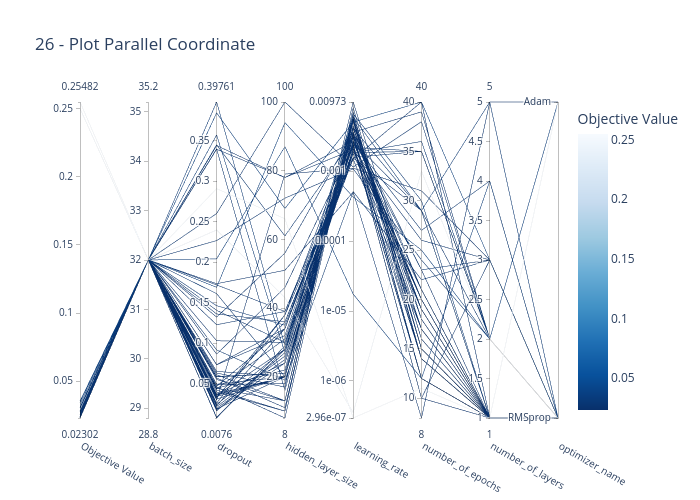 26 - Plot Parallel Coordinate
0.25482 35.2 0.39761 100 0.00973 40 5
0.25 0.2 0.15 0.1 0.05
0.02302
Objective Value
35 34 33 32 31 30 29
28.8
batch_size
0.35 0.3 0.25 0.2 0.15 0.1 0.05
0.0076
dropout
100 80 60 40 20
8
hidden_layer_size
0.001 0.0001 1e-05 1e-06 2.96e-07
learning_rate
40 35 30 25 20 15 10
8
number_of_epochs
5 4.5 4 3.5 3 2.5 2 1.5 1
1
number_of_layers
Adam
RMSprop
optimizer_name
Objective Value
0.25
0.2
0.15
0.1
0.05